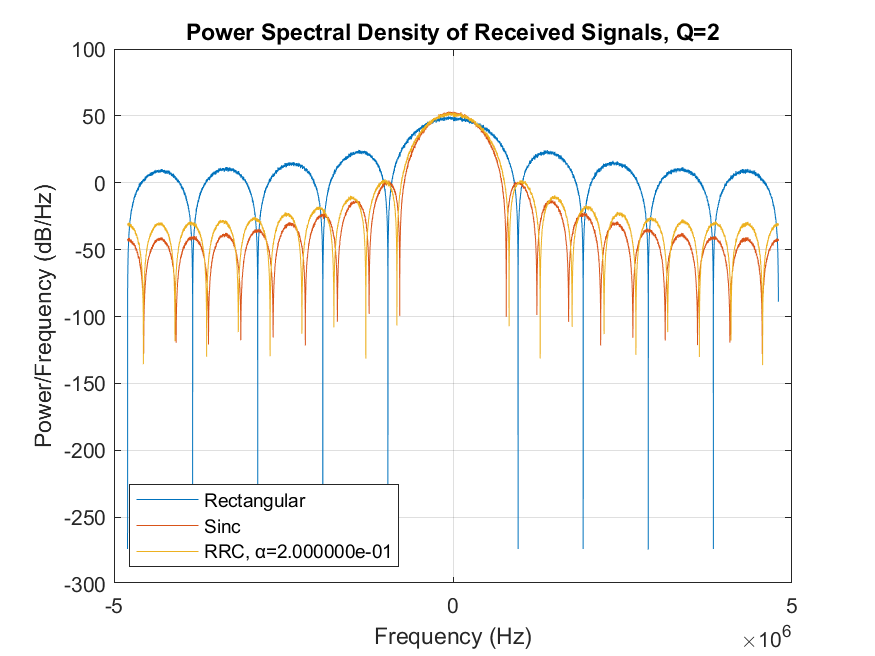 Power Spectral Density of Received Signals, Q=2
100
50
0
-50
-100
-150
-200
-250
-300
Power/Frequency (dB/Hz)
Rectangular
Sinc
RRC, α=2.000000e-01
-5
0
5
Frequency (Hz)
×10^6